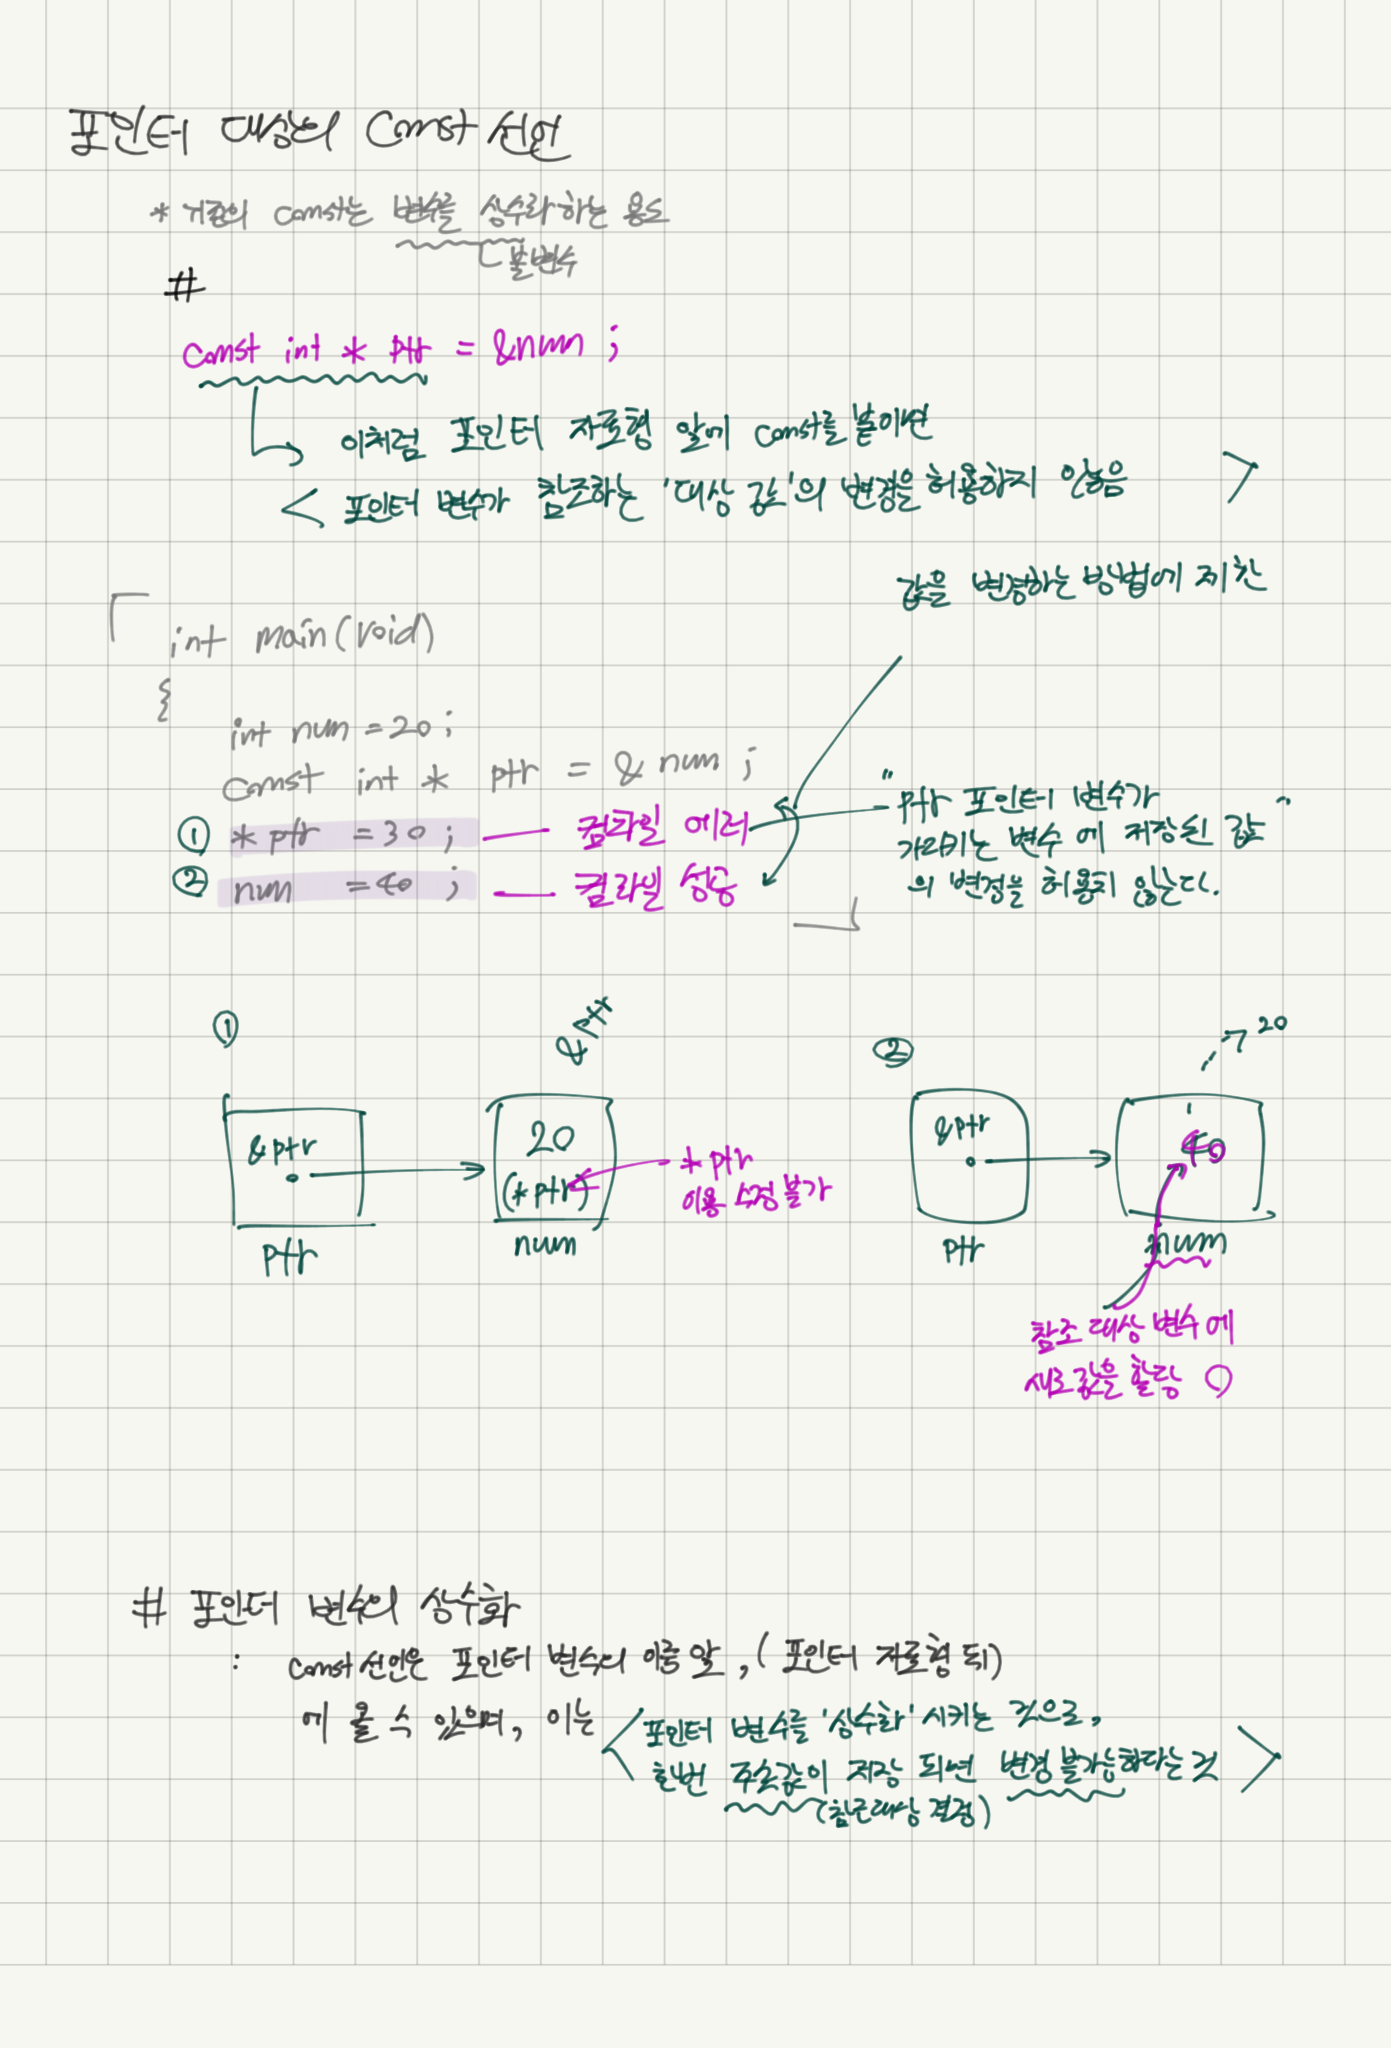 포인터 대상의 const 선언
* 기존의 const는 변수를 상수화 하는 용도
불변수
#
const int * ptr = &num ;
이처럼 포인터 자료형 앞에 const를 붙이면
< 포인터 변수가 참조하는 '대상 값'의 변경을 허용하지 않음 >
값을 변경하는 방법에 제한
int main(void)
{
int num = 20 ;
const int * ptr = & num ;
① * ptr = 30 ; — 컴파일 에러
② num = 40 ; — 컴파일 성공
" ptr 포인터 변수가
가리키는 변수에 저장된 값 "
의 변경을 허용치 않는다.
①
&ptr
ptr
20
(*ptr)
num
* ptr
이용 수정 불가
②
&ptr
ptr
20
40
num
참조 대상 변수에
새로 값을 할당 ○
# 포인터 변수의 상수화
: const 선언은 포인터 변수의 이름 앞, ( 포인터 자료형 뒤)
에 올 수 있으며, 이는 < 포인터 변수를 '상수화' 시키는 것으로,
한번 주소값이 저장 되면 변경 불가능하다는 것 >
(참조대상 결정)